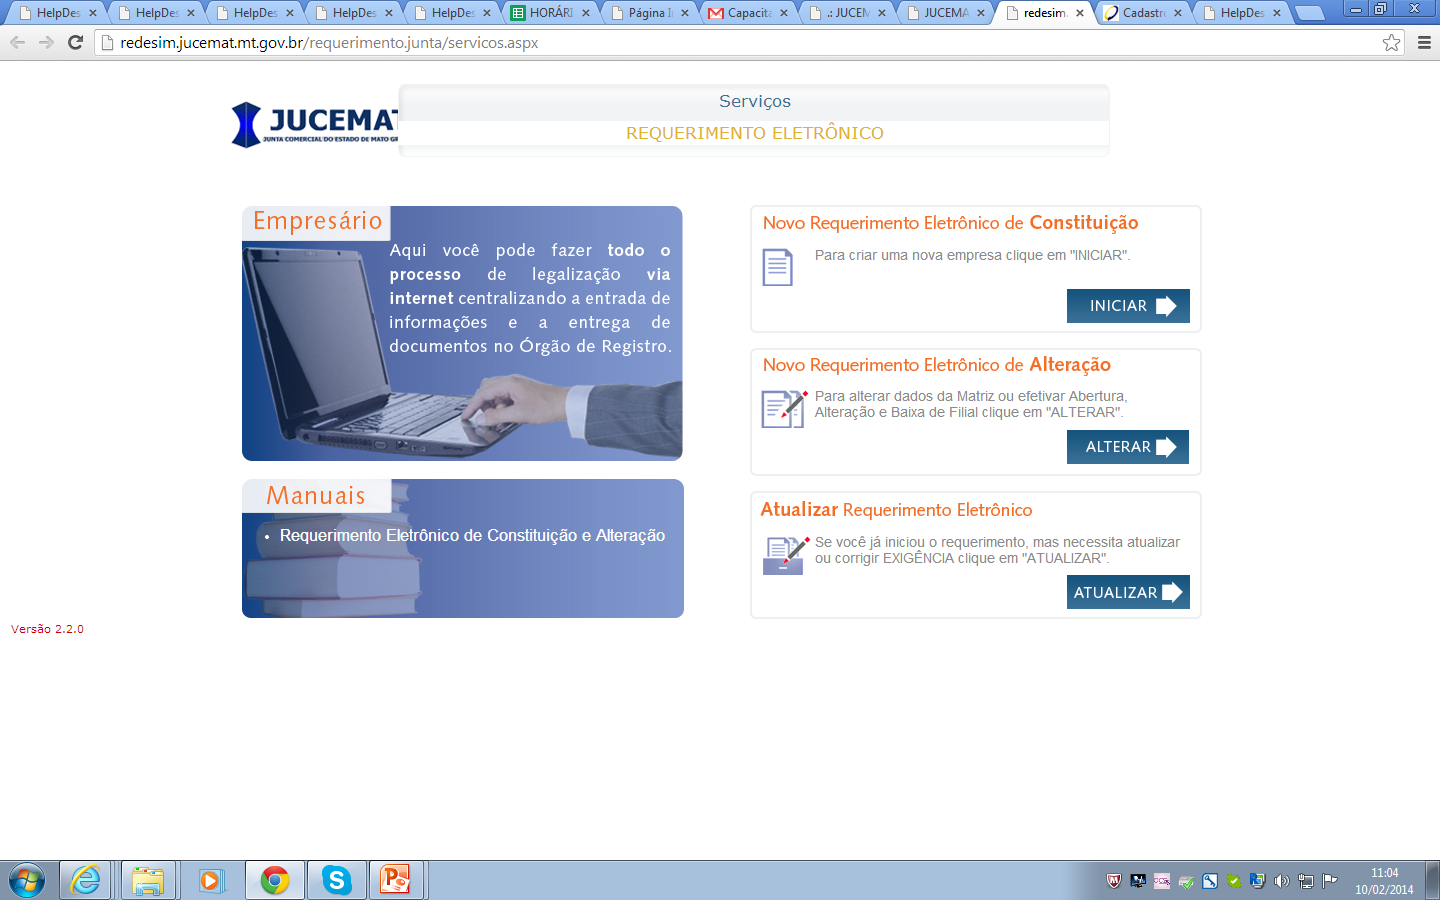 HelpDes
HelpDes
HelpDes
HelpDes
HelpDes
HORÁRI
Página In
Capacita
.: JUCEM
JUCEMA
redesim.
Cadastro
HelpDes
redesim.jucemat.mt.gov.br/requerimento.junta/servicos.aspx
JUCEMAT
JUNTA COMERCIAL DO ESTADO DE MATO GR
Serviços
REQUERIMENTO ELETRÔNICO
Empresário
Aqui você pode fazer todo o
processo de legalização via
internet centralizando a entrada de
informações e a entrega de
documentos no Órgão de Registro.
Manuais
• Requerimento Eletrônico de Constituição e Alteração
Novo Requerimento Eletrônico de Constituição
Para criar uma nova empresa clique em "INICIAR".
INICIAR
Novo Requerimento Eletrônico de Alteração
Para alterar dados da Matriz ou efetivar Abertura,
Alteração e Baixa de Filial clique em "ALTERAR".
ALTERAR
Atualizar Requerimento Eletrônico
Se você já iniciou o requerimento, mas necessita atualizar
ou corrigir EXIGÊNCIA clique em "ATUALIZAR".
ATUALIZAR
Versão 2.2.0
11:04
10/02/2014